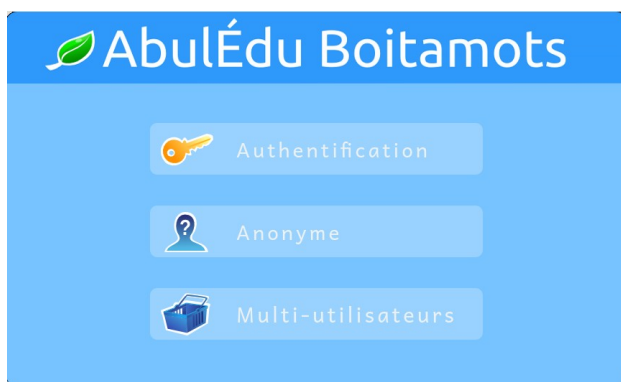 AbulÉdu Boitamots
Authentification
Anonyme
Multi-utilisateurs